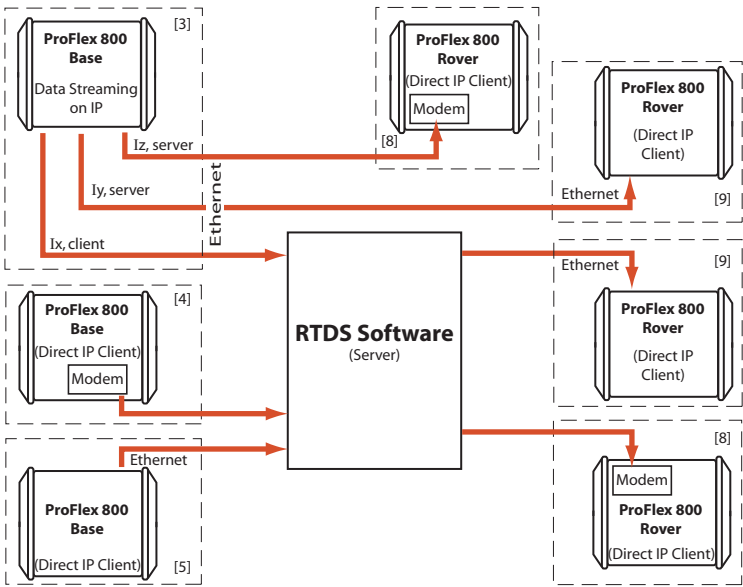 [3]
ProFlex 800
Base
Data Streaming
on IP
Iz, server
Iy, server
Ix, client
Ethernet
ProFlex 800
Rover
(Direct IP Client)
Modem
[8]
ProFlex 800
Rover
(Direct IP
Client)
Ethernet
[9]
[4]
ProFlex 800
Base
(Direct IP Client)
Modem
RTDS Software
(Server)
Ethernet
[9]
ProFlex 800
Rover
(Direct IP
Client)
Ethernet
ProFlex 800
Base
(Direct IP Client)
[5]
[8]
Modem
ProFlex 800
Rover
(Direct IP Client)